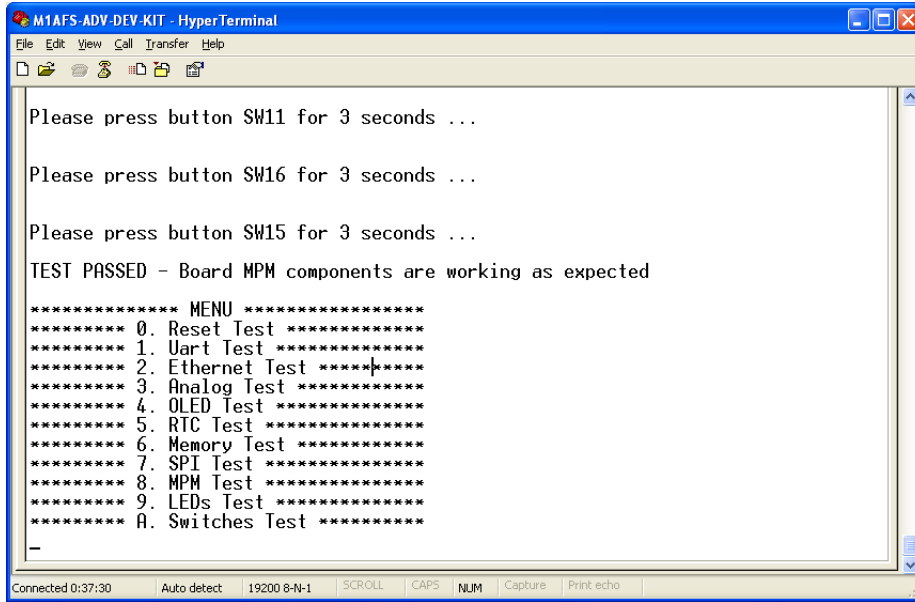 M1AFS-ADV-DEV-KIT - HyperTerminal
File Edit View Call Transfer Help
Please press button SW11 for 3 seconds ...
Please press button SW16 for 3 seconds ...
Please press button SW15 for 3 seconds ...
TEST PASSED - Board MPM components are working as expected
************** MENU *****************
********* 0. Reset Test *************
********* 1. Uart Test **************
********* 2. Ethernet Test **********
********* 3. Analog Test ************
********* 4. OLED Test **************
********* 5. RTC Test ***************
********* 6. Memory Test ************
********* 7. SPI Test ***************
********* 8. MPM Test ***************
********* 9. LEDs Test **************
********* A. Switches Test **********
_
Connected 0:37:30 Auto detect 19200 8-N-1 SCROLL CAPS NUM Capture Print echo